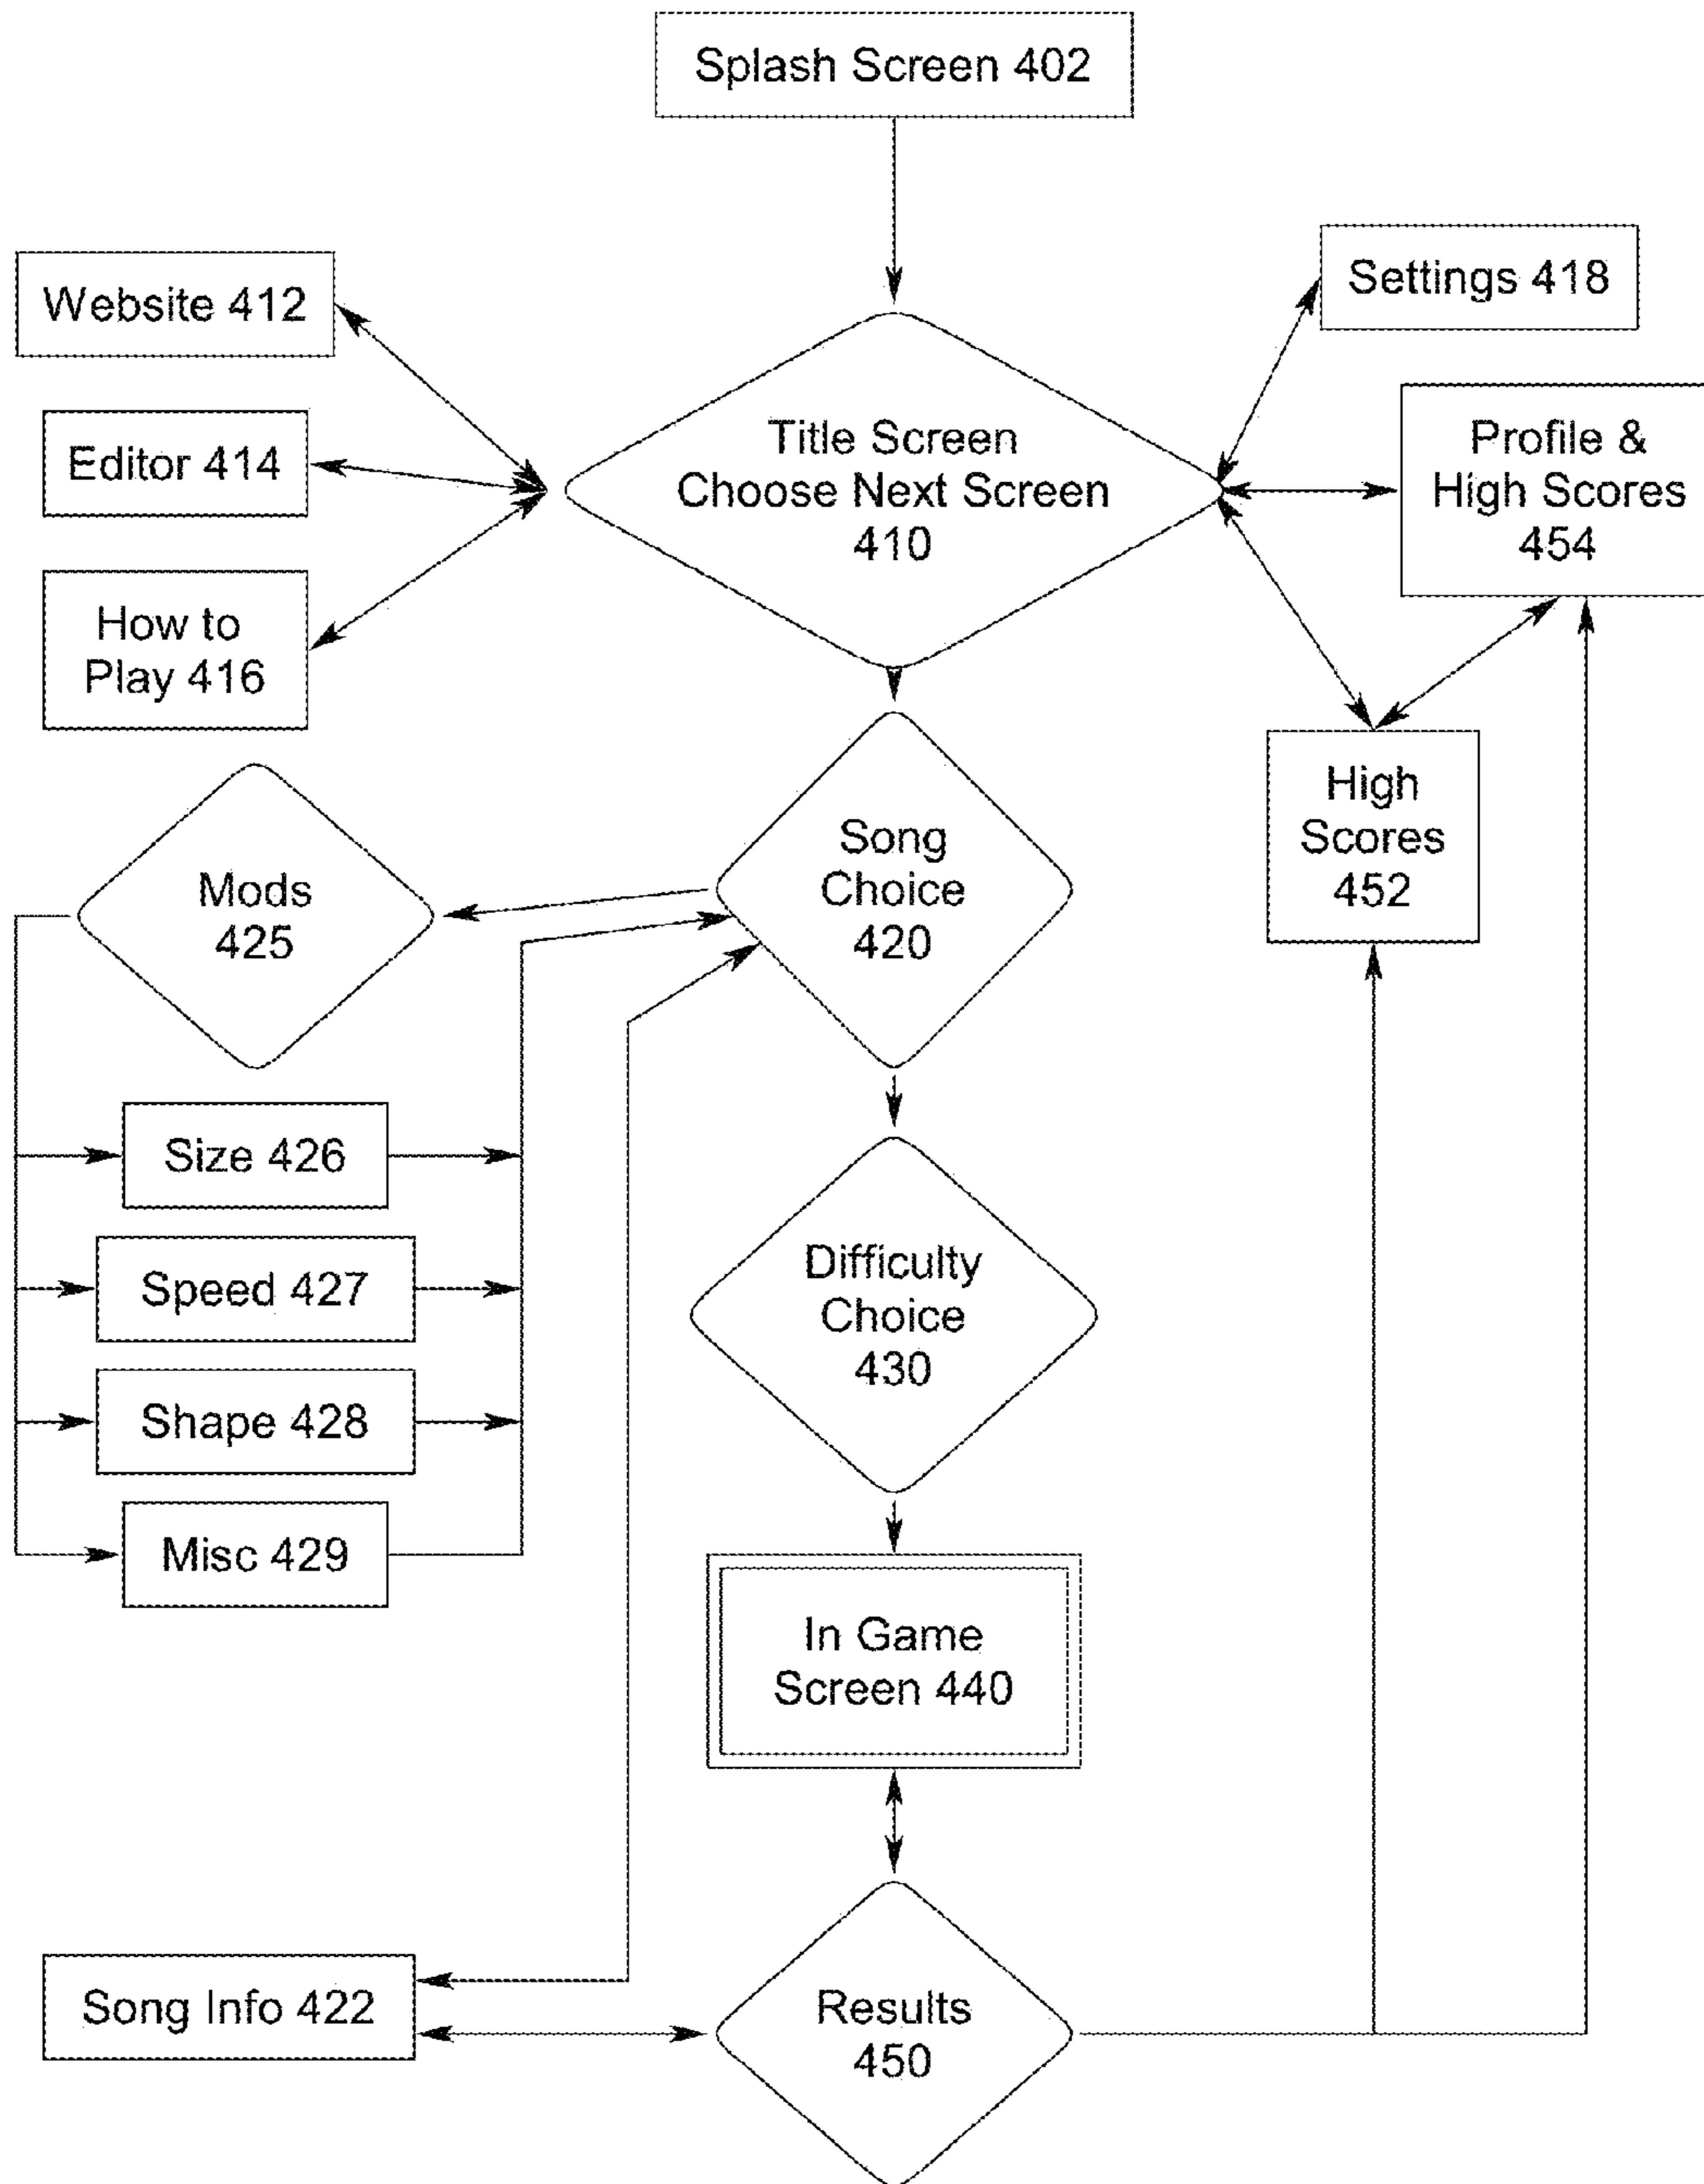 Splash Screen 402
Website 412
Settings 418
Editor 414
Title Screen
Choose Next Screen
410
Profile &
High Scores
454
How to
Play 416
High
Scores
452
Song
Choice
420
Mods
425
Size 426
Speed 427
Shape 428
Misc 429
Difficulty
Choice
430
In Game
Screen 440
Song Info 422
Results
450